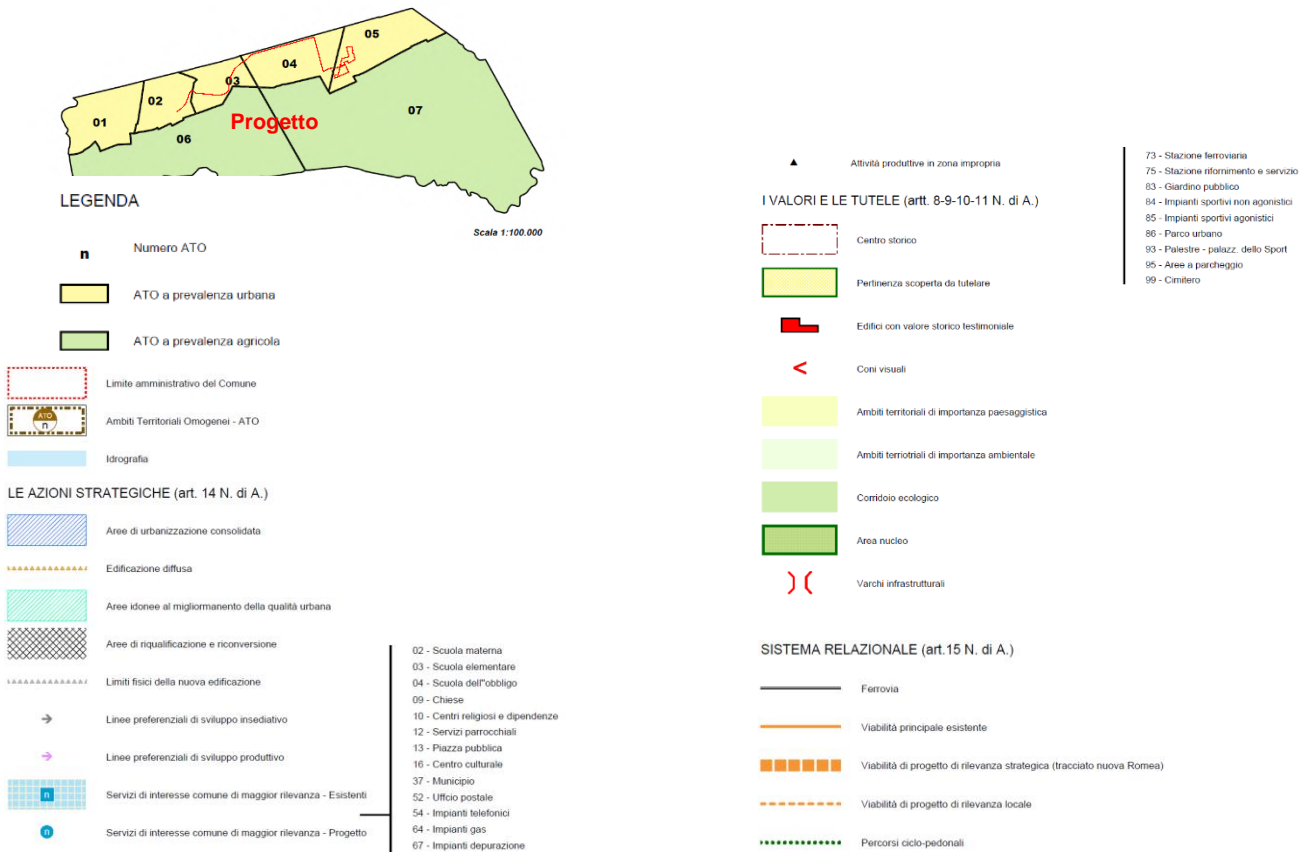 05
04
03
02
01
07
06
Progetto
LEGENDA
Scala 1:100.000
n
Numero ATO
ATO a prevalenza urbana
ATO a prevalenza agricola
Limite amministrativo del Comune
ATO
n
Ambiti Territoriali Omogenei - ATO
Idrografia
LE AZIONI STRATEGICHE (art. 14 N. di A.)
Aree di urbanizzazione consolidata
Edificazione diffusa
Aree idonee al migliormanento della qualità urbana
Aree di riqualificazione e riconversione
Limiti fisici della nuova edificazione
Linee preferenziali di sviluppo insediativo
Linee preferenziali di sviluppo produttivo
n
Servizi di interesse comune di maggior rilevanza - Esistenti
n
Servizi di interesse comune di maggior rilevanza - Progetto
02 - Scuola materna
03 - Scuola elementare
04 - Scuola dell"obbligo
09 - Chiese
10 - Centri religiosi e dipendenze
12 - Servizi parrocchiali
13 - Piazza pubblica
16 - Centro culturale
37 - Municipio
52 - Uffcio postale
54 - Impianti telefonici
64 - Impianti gas
67 - Impianti depurazione
Attività produttive in zona impropria
I VALORI E LE TUTELE (artt. 8-9-10-11 N. di A.)
Centro storico
Pertinenza scoperta da tutelare
Edifici con valore storico testimoniale
Coni visuali
Ambiti territoriali di importanza paesaggistica
Ambiti terriotriali di importanza ambientale
Corridoio ecologico
Area nucleo
Varchi infrastrutturali
SISTEMA RELAZIONALE (art.15 N. di A.)
Ferrovia
Viabilità principale esistente
Viabilità di progetto di rilevanza strategica (tracciato nuova Romea)
Viabilità di progetto di rilevanza locale
Percorsi ciclo-pedonali
73 - Stazione ferroviaria
75 - Stazione rifornimento e servizio
83 - Giardino pubblico
84 - Impianti sportivi non agonistici
85 - Impianti sportivi agonistici
86 - Parco urbano
93 - Palestre - palazz. dello Sport
95 - Aree a parcheggio
99 - Cimitero